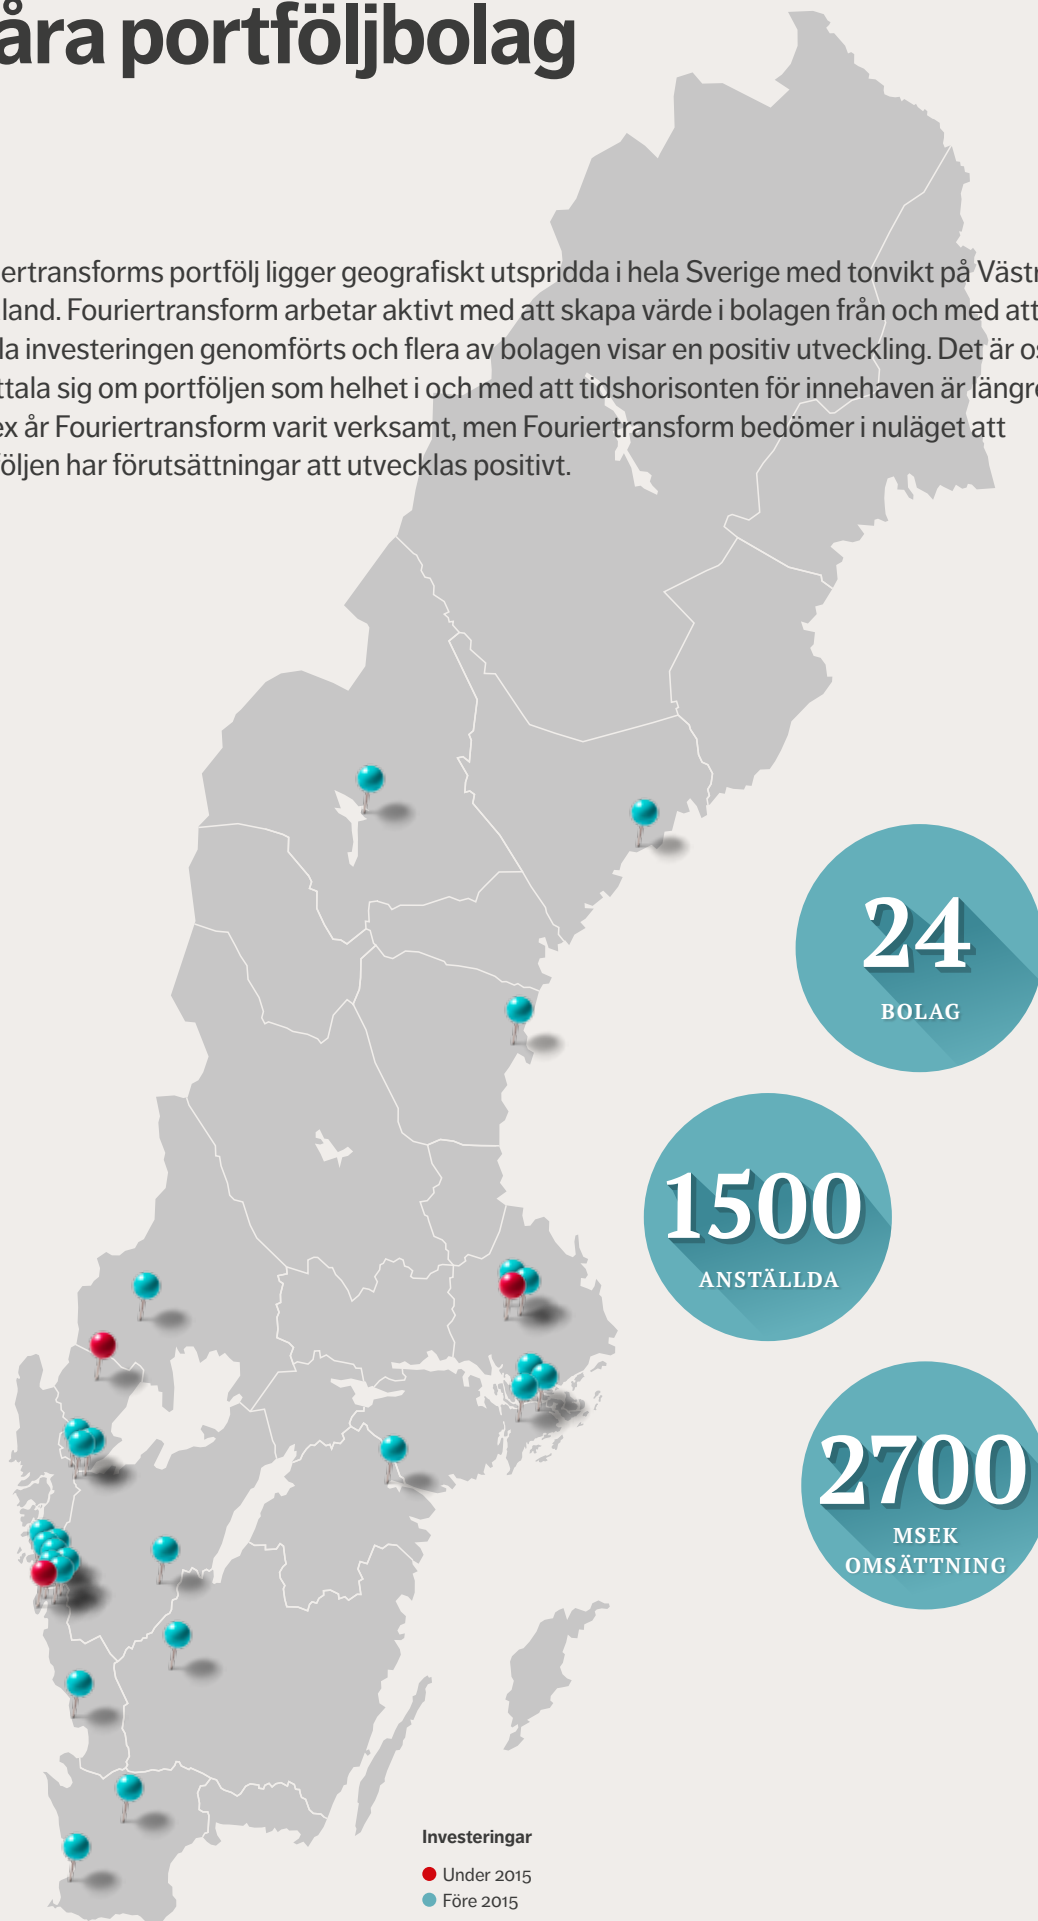 åra portföljbolag
ertransforms portfölj ligger geografiskt utspridda i hela Sverige med tonvikt på Västr
land. Fouriertransform arbetar aktivt med att skapa värde i bolagen från och med att
la investeringen genomförts och flera av bolagen visar en positiv utveckling. Det är os
ttala sig om portföljen som helhet i och med att tidshorisonten för innehaven är längre
ex år Fouriertransform varit verksamt, men Fouriertransform bedömer i nuläget att
följen har förutsättningar att utvecklas positivt.
24
BOLAG
1500
ANSTÄLLDA
2700
MSEK
OMSÄTTNING
Investeringar
Under 2015
Före 2015